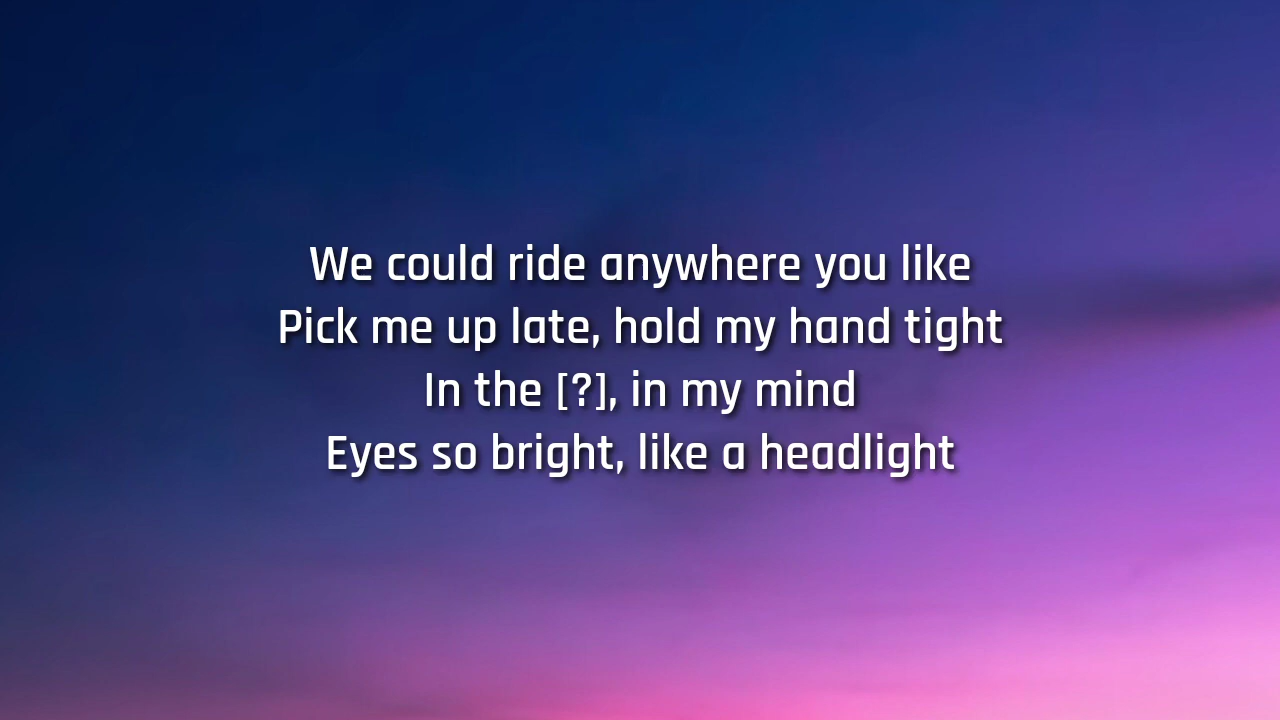 We could ride anywhere you like
Pick me up late, hold my hand tight
In the [?], in my mind
Eyes so bright, like a headlight